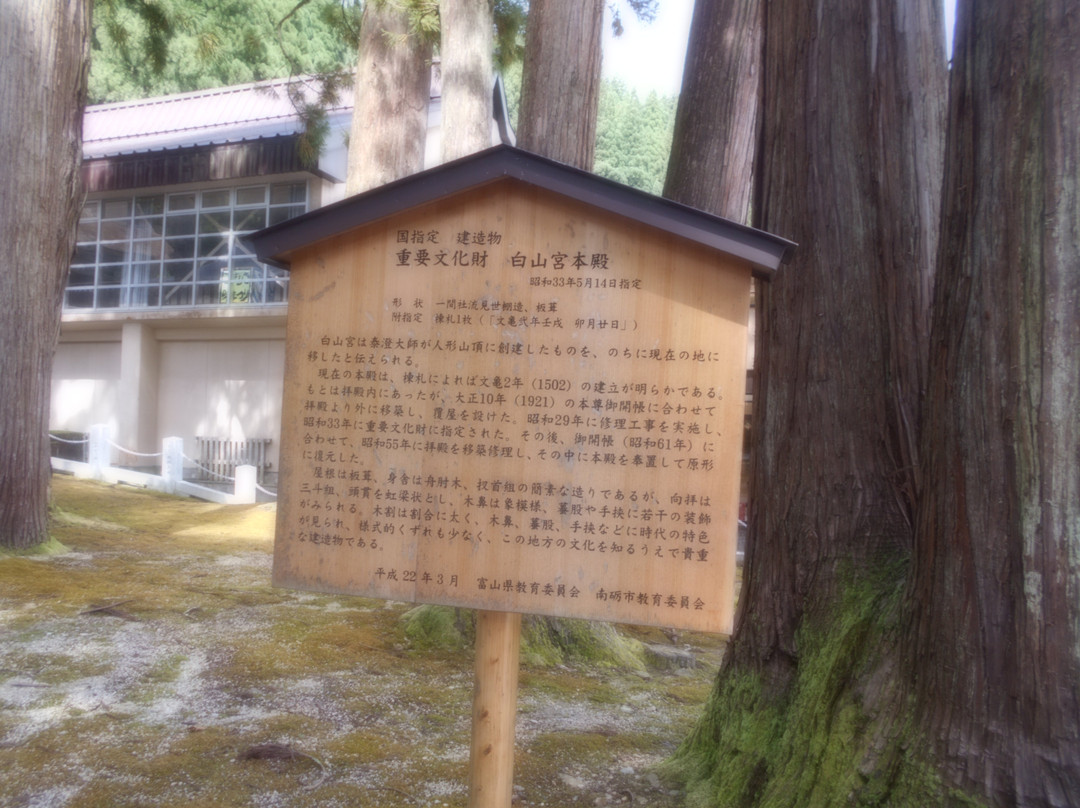 国指定　建造物
重要文化財　白山宮本殿
昭和33年5月14日指定
形　状　一間社流見世棚造、板葺
附指定　棟札1枚（「文亀弐年壬戌　卯月廿日」）
白山宮は泰澄大師が人形山頂に創建したものを、のちに現在の地に
移したと伝えられる。
現在の本殿は、棟札によれば文亀2年（1502）の建立が明らかである。
もとは拝殿内にあったが、大正10年（1921）の本尊御開帳に合わせて
拝殿より外に移築し、覆屋を設けた。昭和29年に修理工事を実施し、
昭和33年に重要文化財に指定された。その後、御開帳（昭和61年）に
合わせて、昭和55年に拝殿を移築修理し、その中に本殿を奉置して原形
に復元した。
屋根は板葺、身舎は舟肘木、扠首組の簡素な造りであるが、向拝は
三斗組、頭貫を虹梁状とし、木鼻は象模様、蟇股や手挟に若干の装飾
がみられる。木割は割合に太く、木鼻、蟇股、手挟などに時代の特色
が見られ、様式的くずれも少なく、この地方の文化を知るうえで貴重
な建造物である。
平成22年3月　富山県教育委員会　南砺市教育委員会